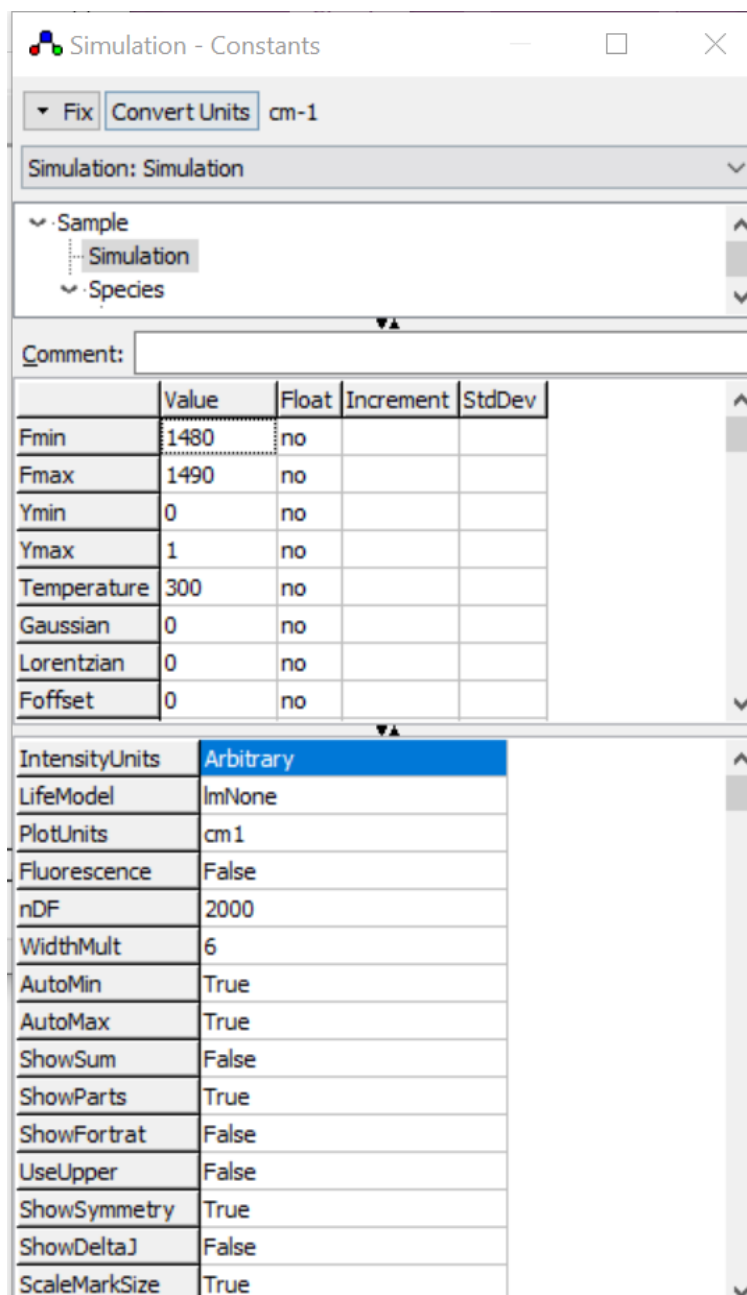 Simulation - Constants
Fix Convert Units cm-1
Simulation: Simulation
Sample
Simulation
Species
Comment:
Value Float Increment StdDev
Fmin 1480 no
Fmax 1490 no
Ymin 0 no
Ymax 1 no
Temperature 300 no
Gaussian 0 no
Lorentzian 0 no
Foffset 0 no
IntensityUnits Arbitrary
LifeModel lmNone
PlotUnits cm1
Fluorescence False
nDF 2000
WidthMult 6
AutoMin True
AutoMax True
ShowSum False
ShowParts True
ShowFortrat False
UseUpper False
ShowSymmetry True
ShowDeltaJ False
ScaleMarkSize True